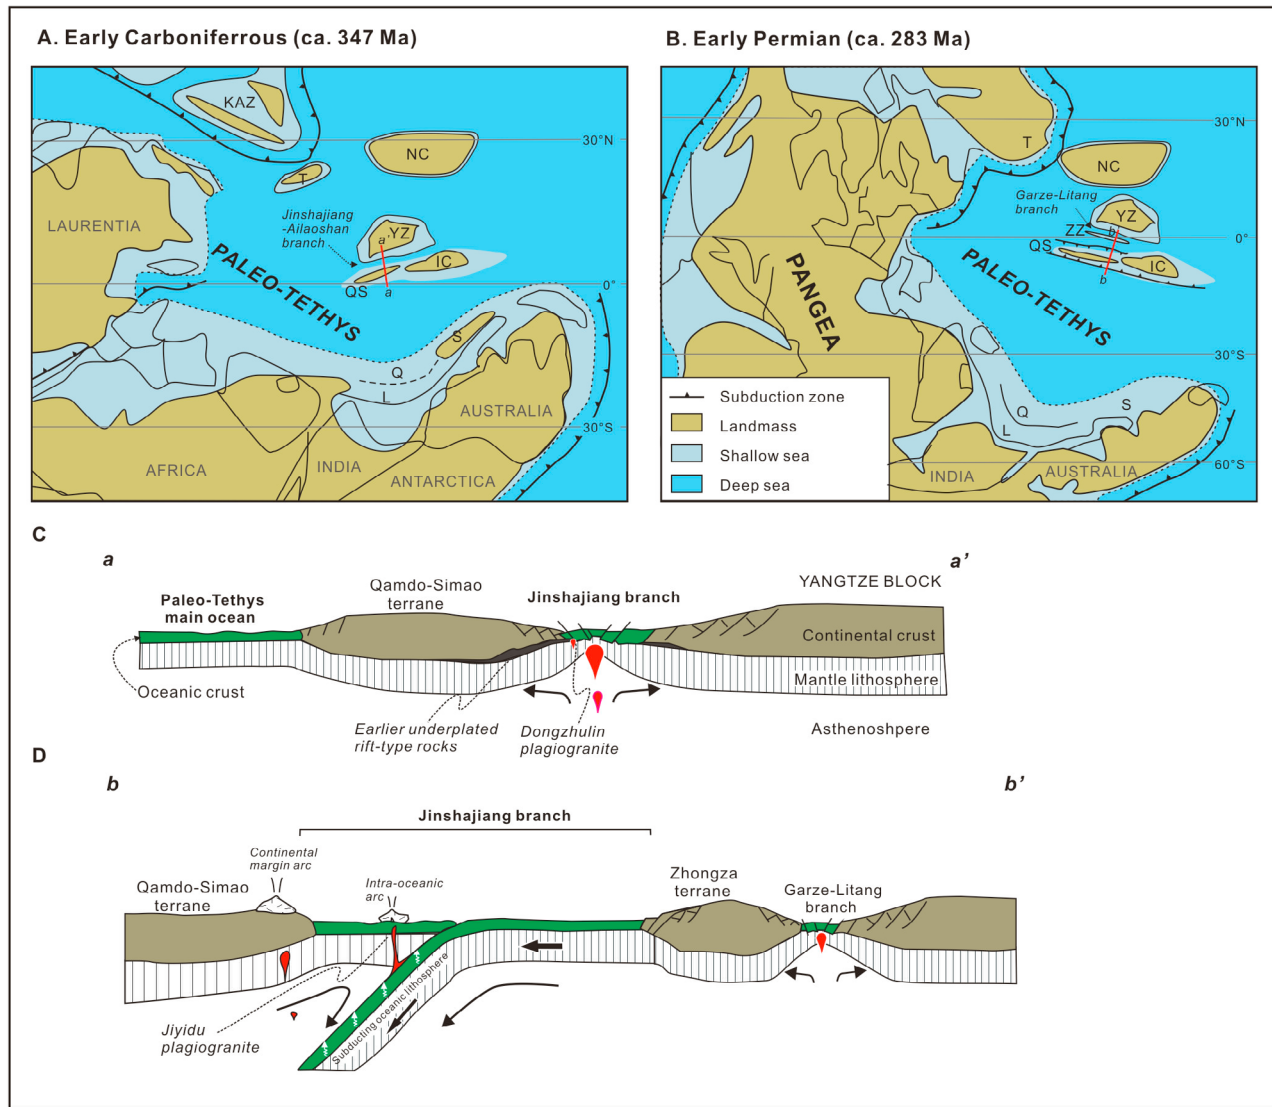 A. Early Carboniferrous (ca. 347 Ma)
B. Early Permian (ca. 283 Ma)
KAZ
30°N
NC
T
LAURENTIA
Jinshajiang
-Ailaoshan
branch
a'
YZ
IC
QS
a
0°
PALEO-TETHYS
S
Q
L
AUSTRALIA
30°S
AFRICA
INDIA
ANTARCTICA
30°N
T
NC
Garze-Litang
branch
YZ
ZZ
b'
0°
QS
IC
b
PANGEA
PALEO-TETHYS
30°S
Q
S
L
60°S
INDIA
AUSTRALIA
Subduction zone
Landmass
Shallow sea
Deep sea
C
a
a'
Qamdo-Simao
terrane
YANGTZE BLOCK
Paleo-Tethys
main ocean
Jinshajiang branch
Continental crust
Mantle lithosphere
Oceanic crust
Earlier underplated
rift-type rocks
Dongzhulin
plagiogranite
Asthenoshpere
D
b
b'
Jinshajiang branch
Continental
margin arc
Qamdo-Simao
terrane
Intra-oceanic
arc
Zhongza
terrane
Garze-Litang
branch
Subducting oceanic lithosphere
Jiyidu
plagiogranite